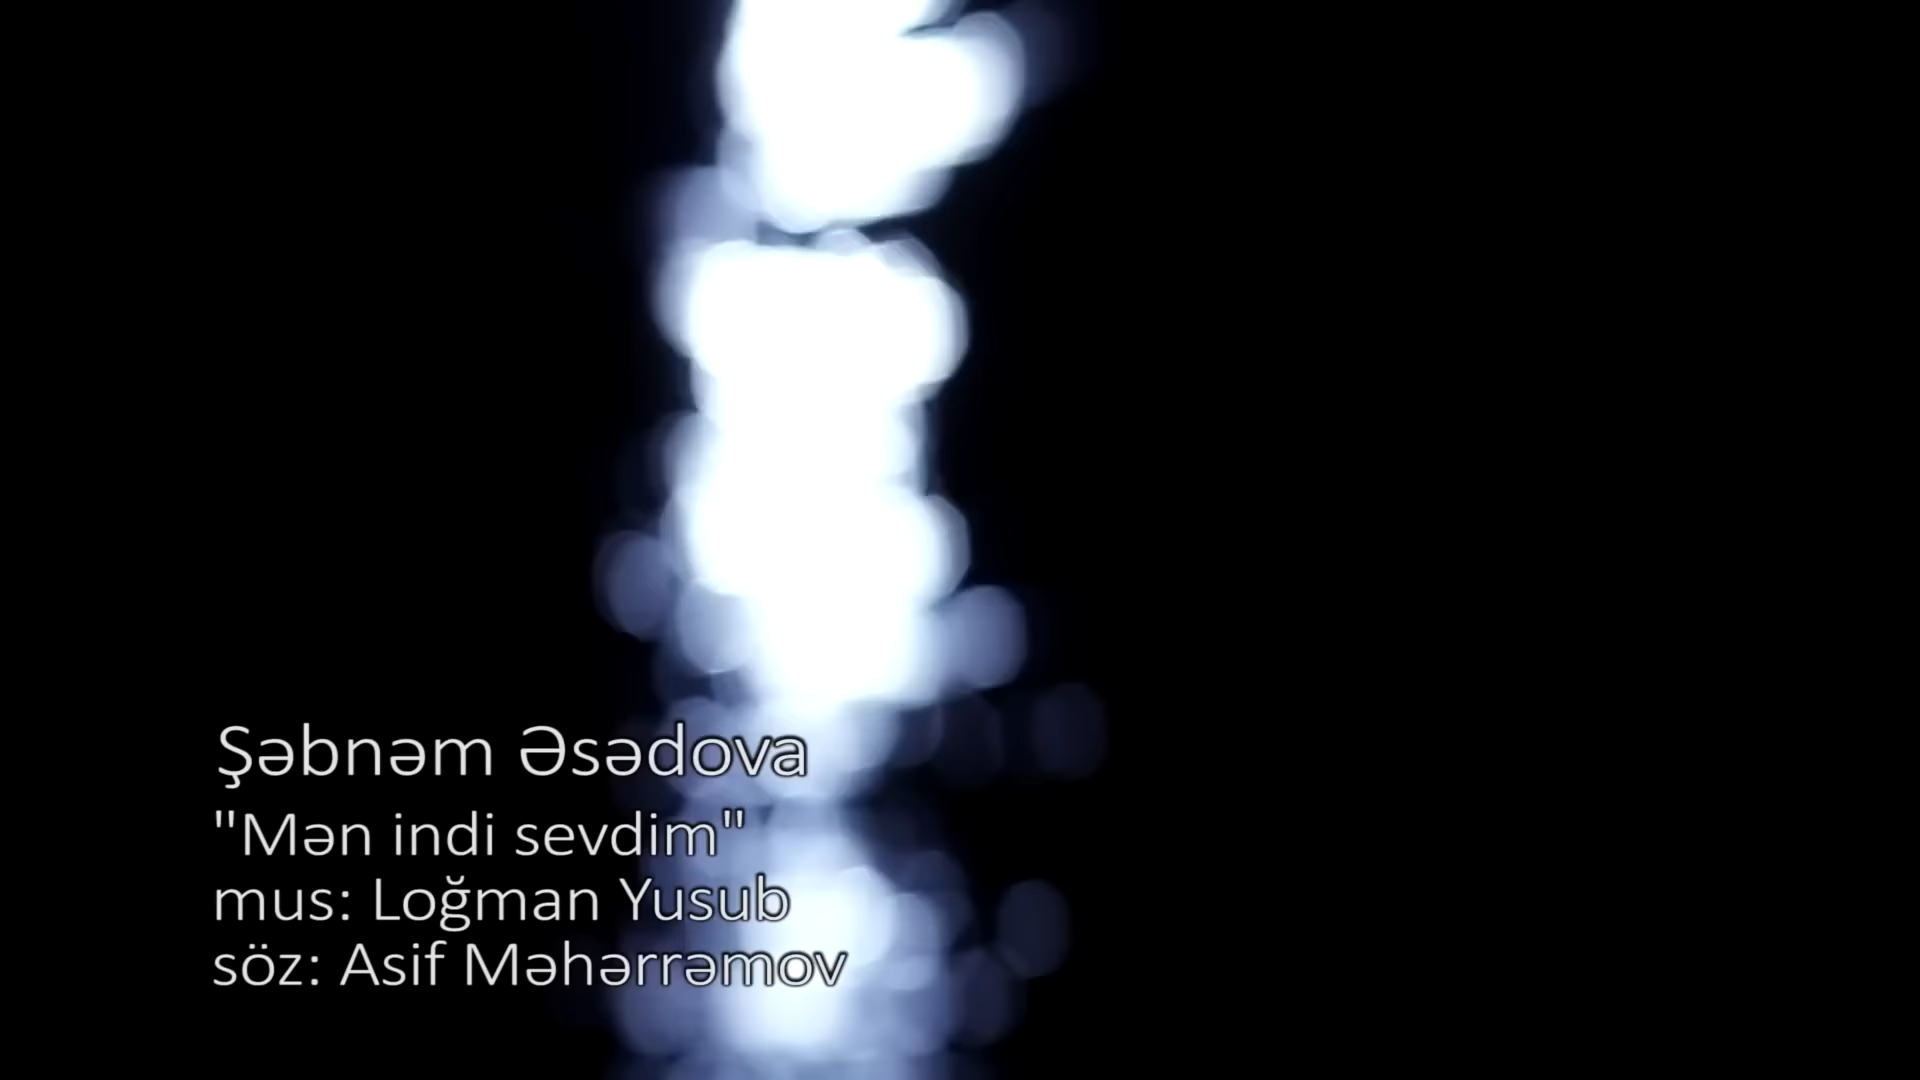 Şəbnəm Əsədova
"Mən indi sevdim"
mus: Loğman Yusub
söz: Asif Məhərrəmov